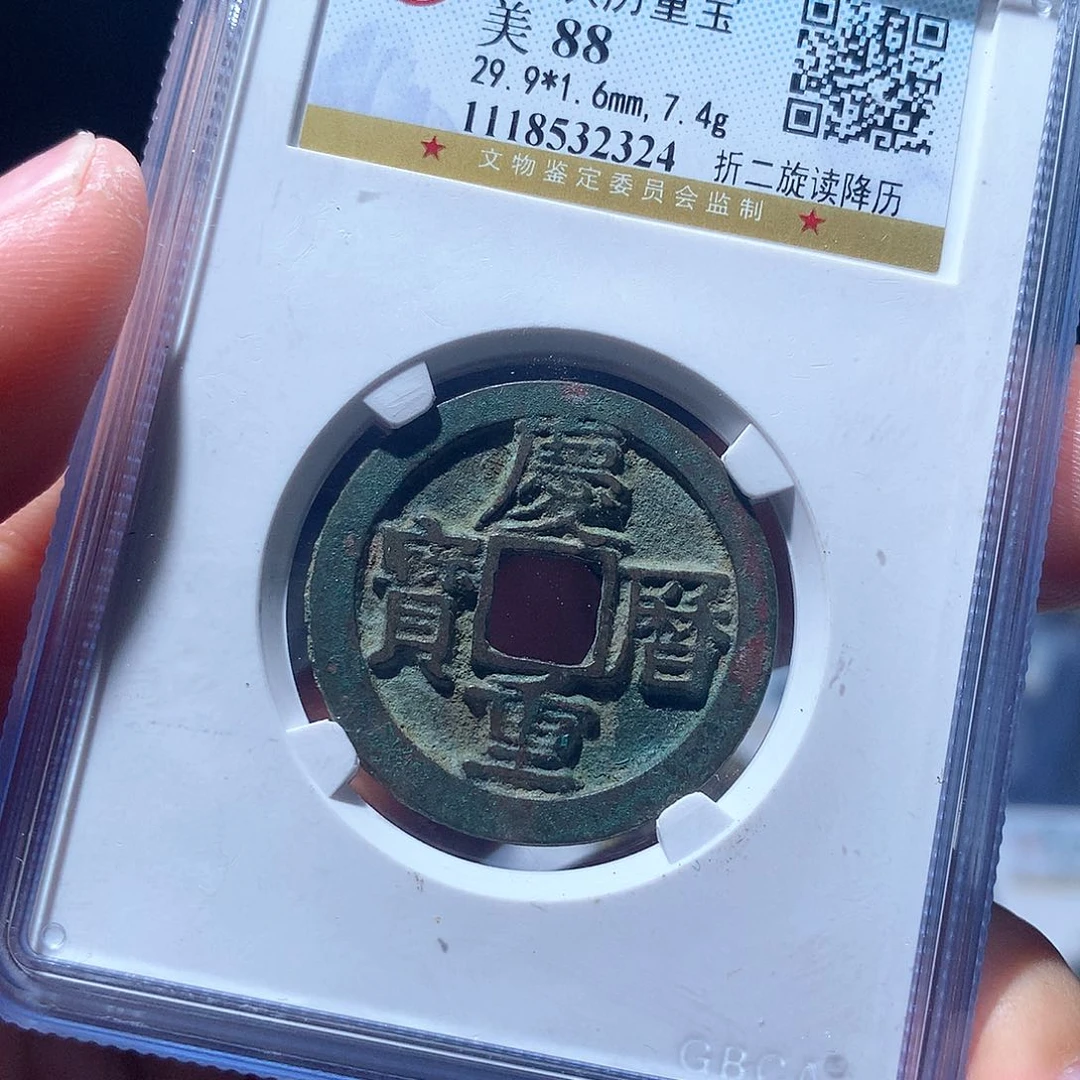 历重宝
美 88
29.9*1.6mm, 7.4g
1118532324
折二旋读降历
文物鉴定委员会监制
慶
曆
重
寶
GBCA